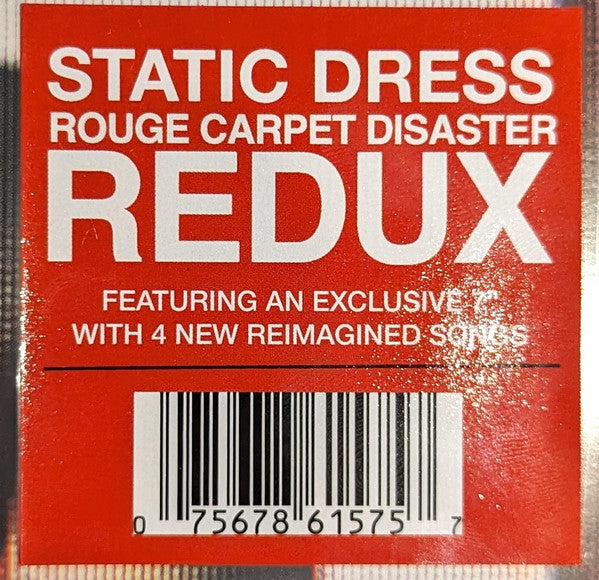 STATIC DRESS
ROUGE CARPET DISASTER
REDUX
FEATURING AN EXCLUSIVE 7"
WITH 4 NEW REIMAGINED SONGS
0 75678 61575 7